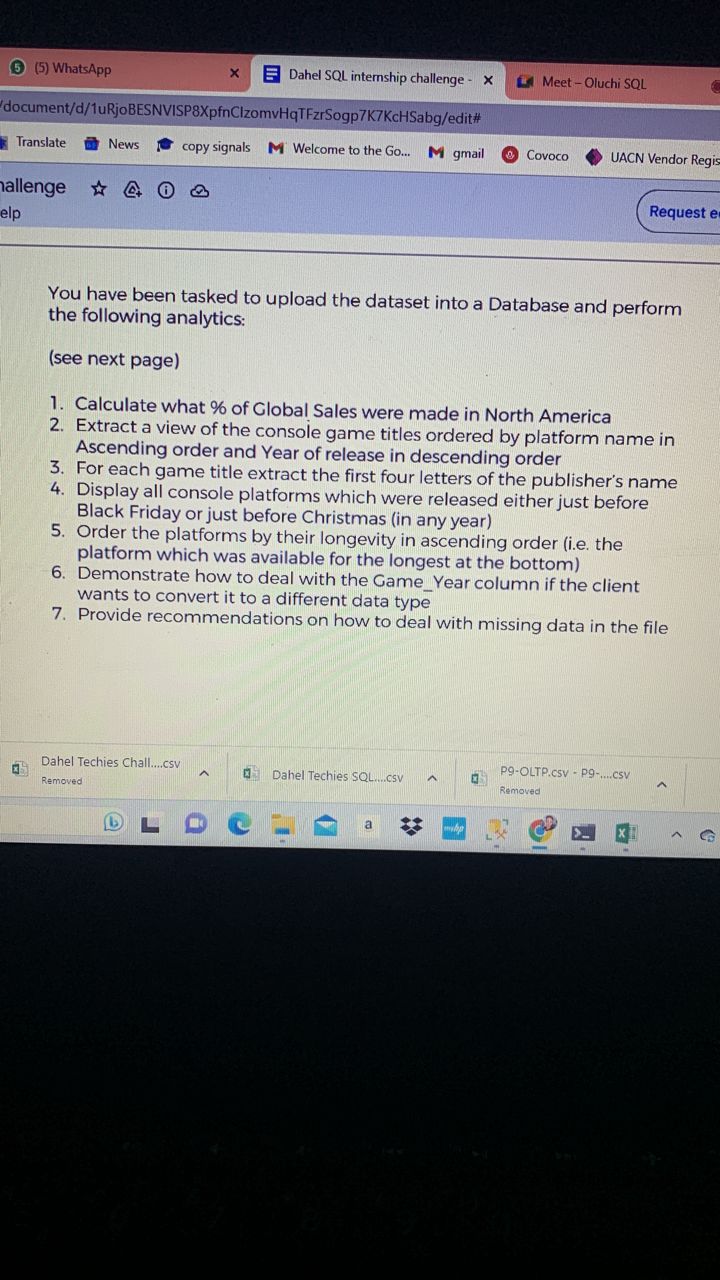 5 (5) WhatsApp x Dahel SQL internship challenge - x Meet – Oluchi SQL
/document/d/1uRjoBESNVISP8XpfnClzomvHqTFzrSogp7K7KcHSabg/edit#
Translate News copy signals Welcome to the Go... gmail Covoco UACN Vendor Regis
hallenge
elp
Request e
You have been tasked to upload the dataset into a Database and perform
the following analytics:
(see next page)
1. Calculate what % of Global Sales were made in North America
2. Extract a view of the console game titles ordered by platform name in
Ascending order and Year of release in descending order
3. For each game title extract the first four letters of the publisher's name
4. Display all console platforms which were released either just before
Black Friday or just before Christmas (in any year)
5. Order the platforms by their longevity in ascending order (i.e. the
platform which was available for the longest at the bottom)
6. Demonstrate how to deal with the Game_Year column if the client
wants to convert it to a different data type
7. Provide recommendations on how to deal with missing data in the file
Dahel Techies Chall....csv
Removed
Dahel Techies SQL....csv
P9-OLTP.csv - P9-....csv
Removed